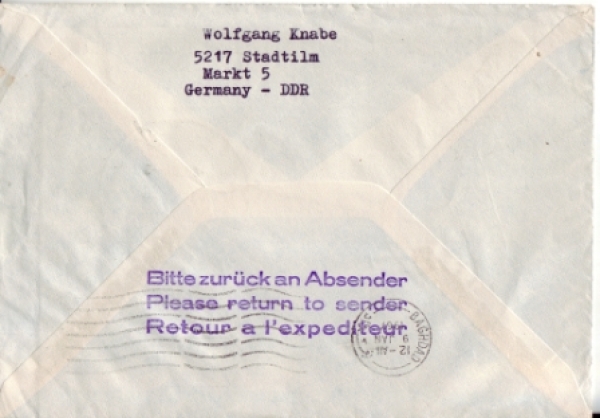 Wolfgang Knabe
5217 Stadtilm
Markt 5
Germany - DDR
Bitte zurück an Absender
Please return to sender
Retour a l'expediteur
BAGHDAD